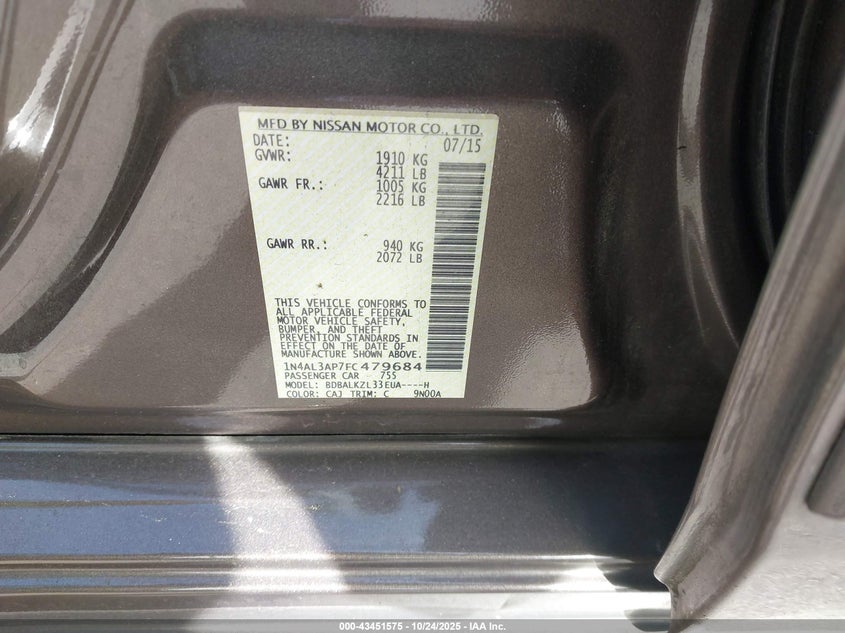 MFD BY NISSAN MOTOR CO., LTD.
DATE: 07/15
GVWR: 1910 KG
4211 LB
GAWR FR.: 1005 KG
2216 LB
GAWR RR.: 940 KG
2072 LB
THIS VEHICLE CONFORMS TO
ALL APPLICABLE FEDERAL
MOTOR VEHICLE SAFETY,
BUMPER, AND THEFT
PREVENTION STANDARDS IN
EFFECT ON THE DATE OF
MANUFACTURE SHOWN ABOVE.
1N4AL3AP7FC479684
PASSENGER CAR 755
MODEL: BDBALKZL33EUA----H
COLOR: CAJ TRIM: C 9N00A
000-43451575 | 10/24/2025 | IAA Inc.